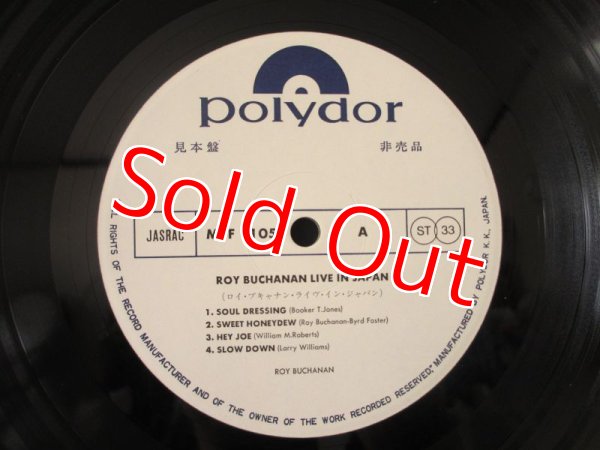 polydor
見本盤 非売品
Sold Out
JASRAC A ST 33
ROY BUCHANAN LIVE IN JAPAN
(ロイ・ブキャナン・ライヴ・イン・ジャパン)
1. SOUL DRESSING (Booker T. Jones)
2. SWEET HONEYDEW (Roy Buchanan-Byrd Foster)
3. HEY JOE (William M. Roberts)
4. SLOW DOWN (Larry Williams)
ROY BUCHANAN
ALL RIGHTS OF THE RECORD MANUFACTURER AND OF THE OWNER OF THE WORK RECORDED RESERVED." MANUFACTURED BY POLYDOR K.K., JAPAN.